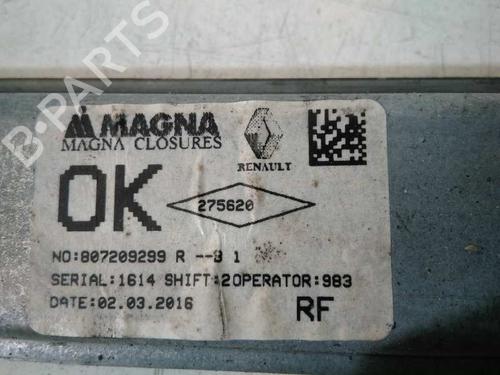 MAGNA
MAGNA CLOSURES
RENAULT
OK
275620
NO:807209299 R --B 1
SERIAL:1614 SHIFT:2OPERATOR:983
DATE:02.03.2016
RF
B-PARTS